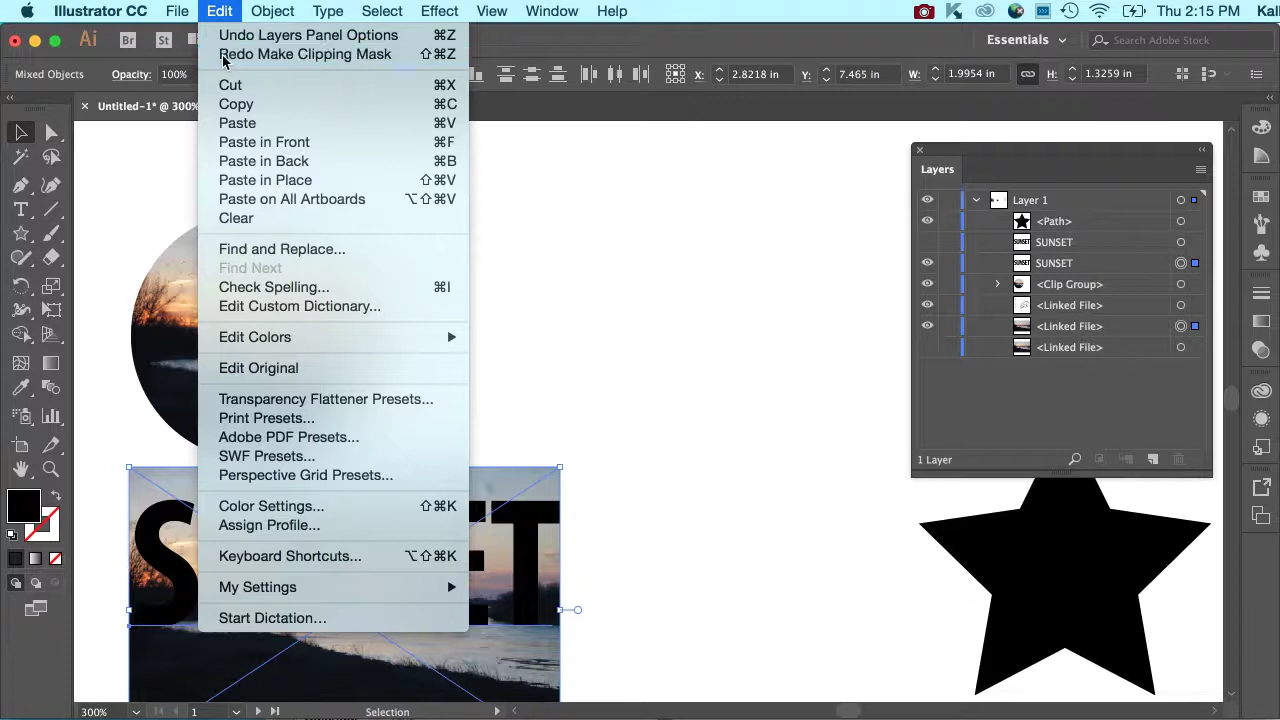 Illustrator CC File Edit Object Type Select Effect View Window Help Thu 2:15 PM Kal
Ai Br St Essentials Search Adobe Stock
Mixed Objects Opacity: 100% X: 2.8218 in Y: 7.465 in W: 1.9954 in H: 1.3259 in
× Untitled-1* @ 300%
Undo Layers Panel Options ⌘Z
Redo Make Clipping Mask ⇧⌘Z
Cut ⌘X
Copy ⌘C
Paste ⌘V
Paste in Front ⌘F
Paste in Back ⌘B
Paste in Place ⇧⌘V
Paste on All Artboards ⌥⇧⌘V
Clear
Find and Replace...
Find Next
Check Spelling... ⌘I
Edit Custom Dictionary...
Edit Colors
Edit Original
Transparency Flattener Presets...
Print Presets...
Adobe PDF Presets...
SWF Presets...
Perspective Grid Presets...
Color Settings... ⇧⌘K
Assign Profile...
Keyboard Shortcuts... ⌥⇧⌘K
My Settings
Start Dictation...
Layers
Layer 1
<Path>
SUNSET
SUNSET
<Clip Group>
<Linked File>
<Linked File>
<Linked File>
1 Layer
S ET
300% 1 Selection